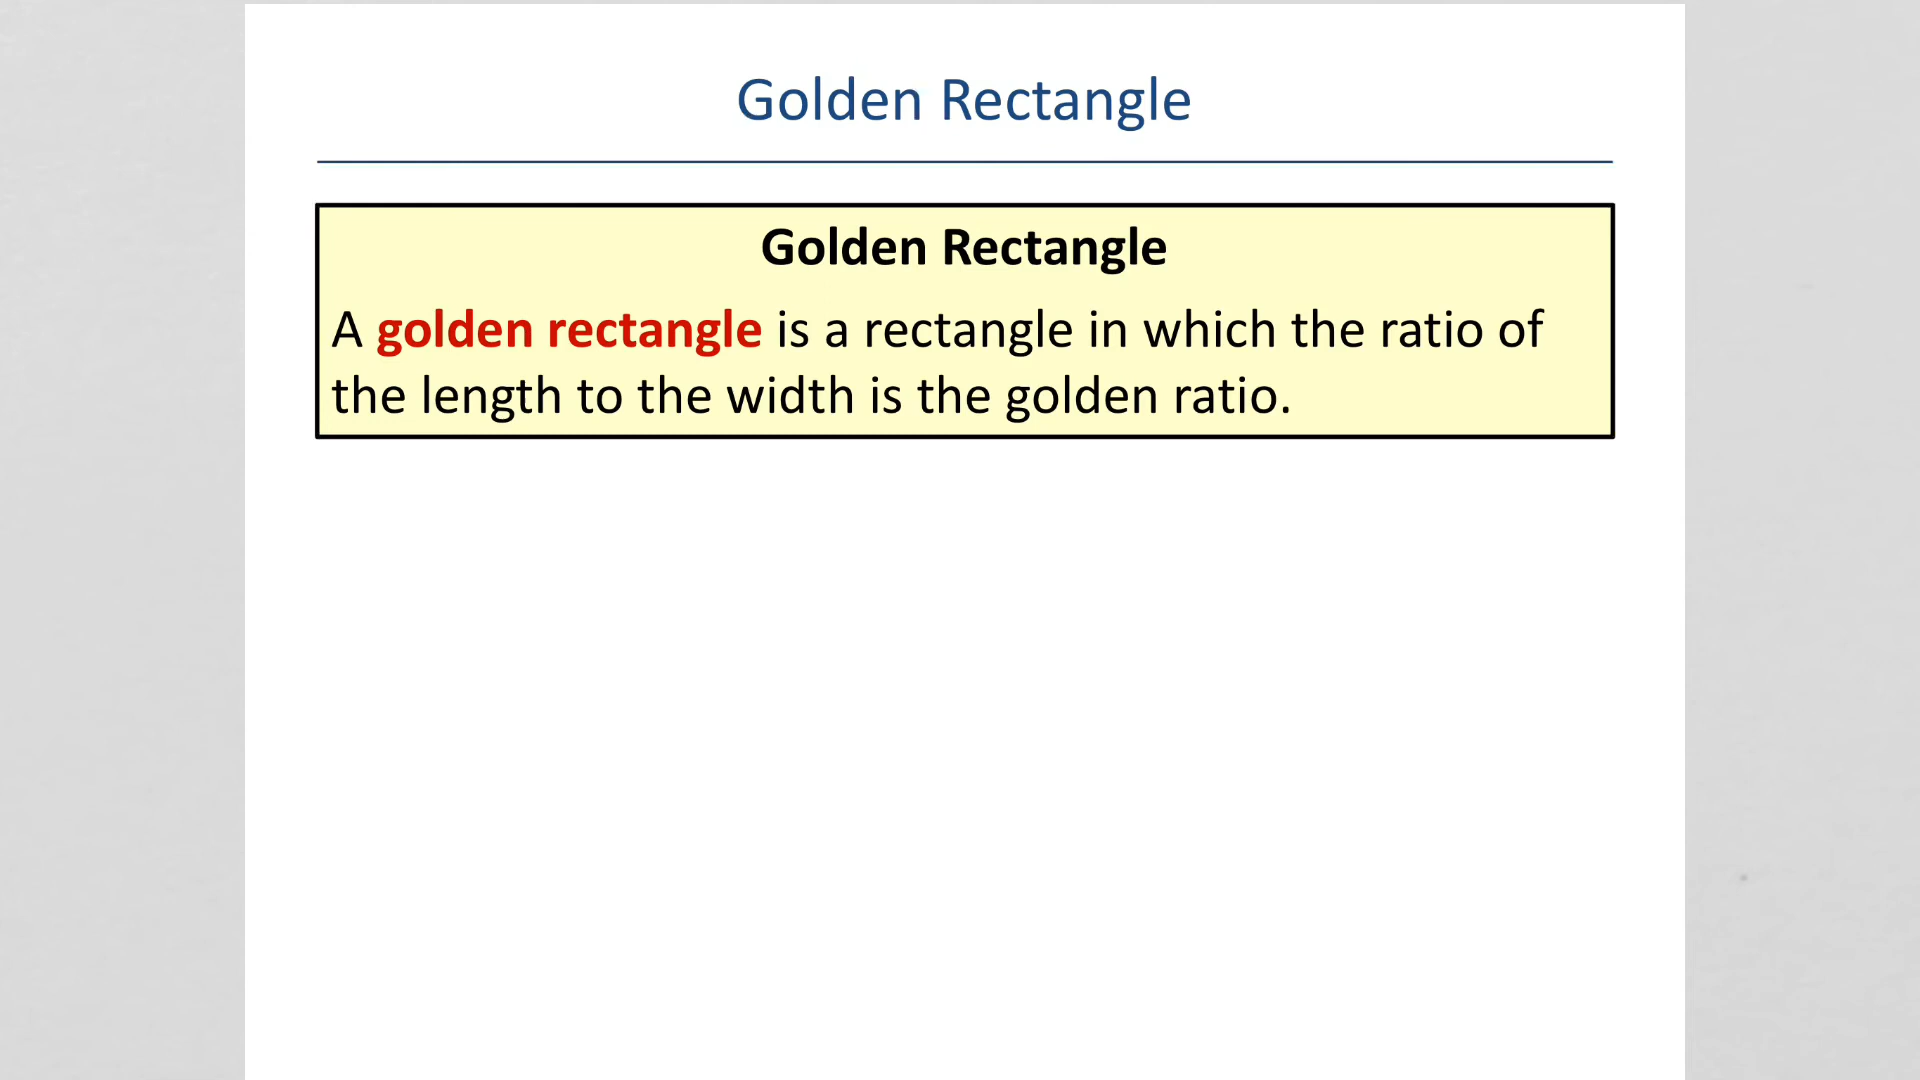 Golden Rectangle
Golden Rectangle
A golden rectangle is a rectangle in which the ratio of
the length to the width is the golden ratio.